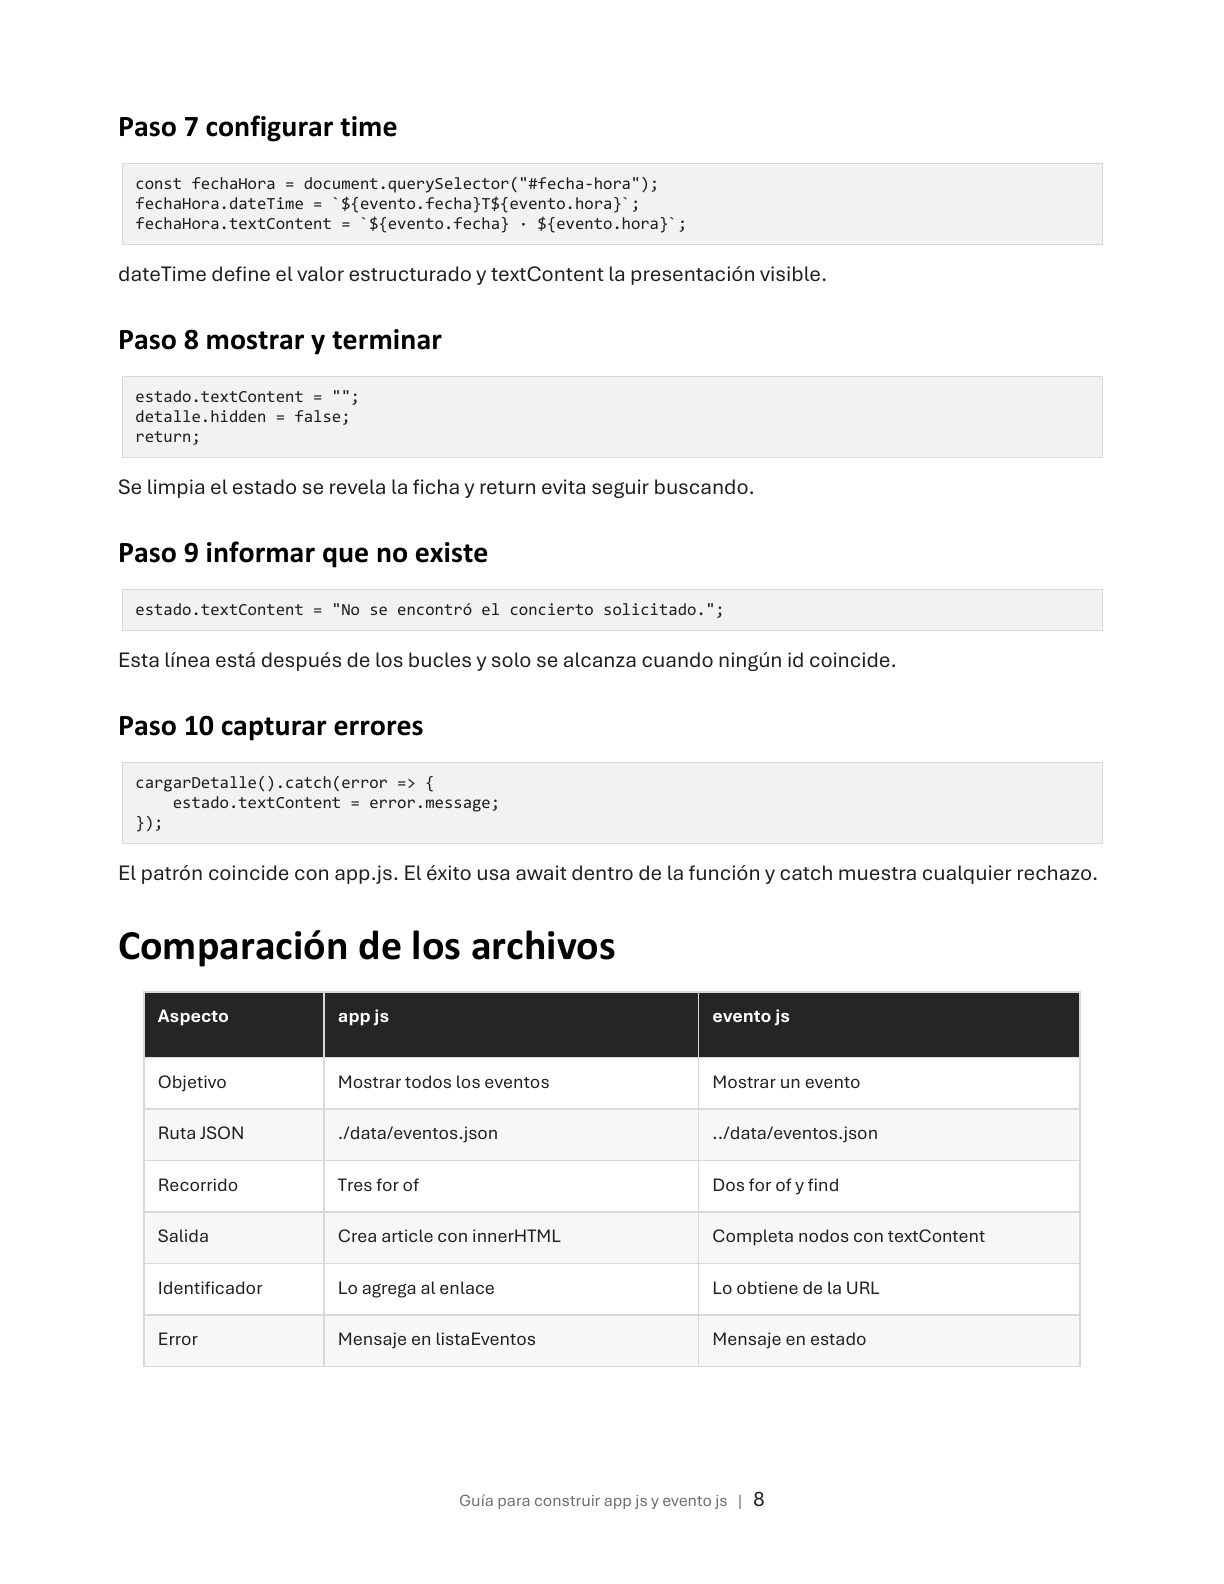 Paso 7 configurar time
const fechaHora = document.querySelector("#fecha-hora");
fechaHora.dateTime = `${evento.fecha}T${evento.hora}`;
fechaHora.textContent = `${evento.fecha} · ${evento.hora}`;
dateTime define el valor estructurado y textContent la presentación visible.
Paso 8 mostrar y terminar
estado.textContent = "";
detalle.hidden = false;
return;
Se limpia el estado se revela la ficha y return evita seguir buscando.
Paso 9 informar que no existe
estado.textContent = "No se encontró el concierto solicitado.";
Esta línea está después de los bucles y solo se alcanza cuando ningún id coincide.
Paso 10 capturar errores
cargarDetalle().catch(error => {
    estado.textContent = error.message;
});
El patrón coincide con app.js. El éxito usa await dentro de la función y catch muestra cualquier rechazo.
Comparación de los archivos
Aspecto app js evento js
Objetivo Mostrar todos los eventos Mostrar un evento
Ruta JSON ./data/eventos.json ../data/eventos.json
Recorrido Tres for of Dos for of y find
Salida Crea article con innerHTML Completa nodos con textContent
Identificador Lo agrega al enlace Lo obtiene de la URL
Error Mensaje en listaEventos Mensaje en estado
Guía para construir app js y evento js | 8